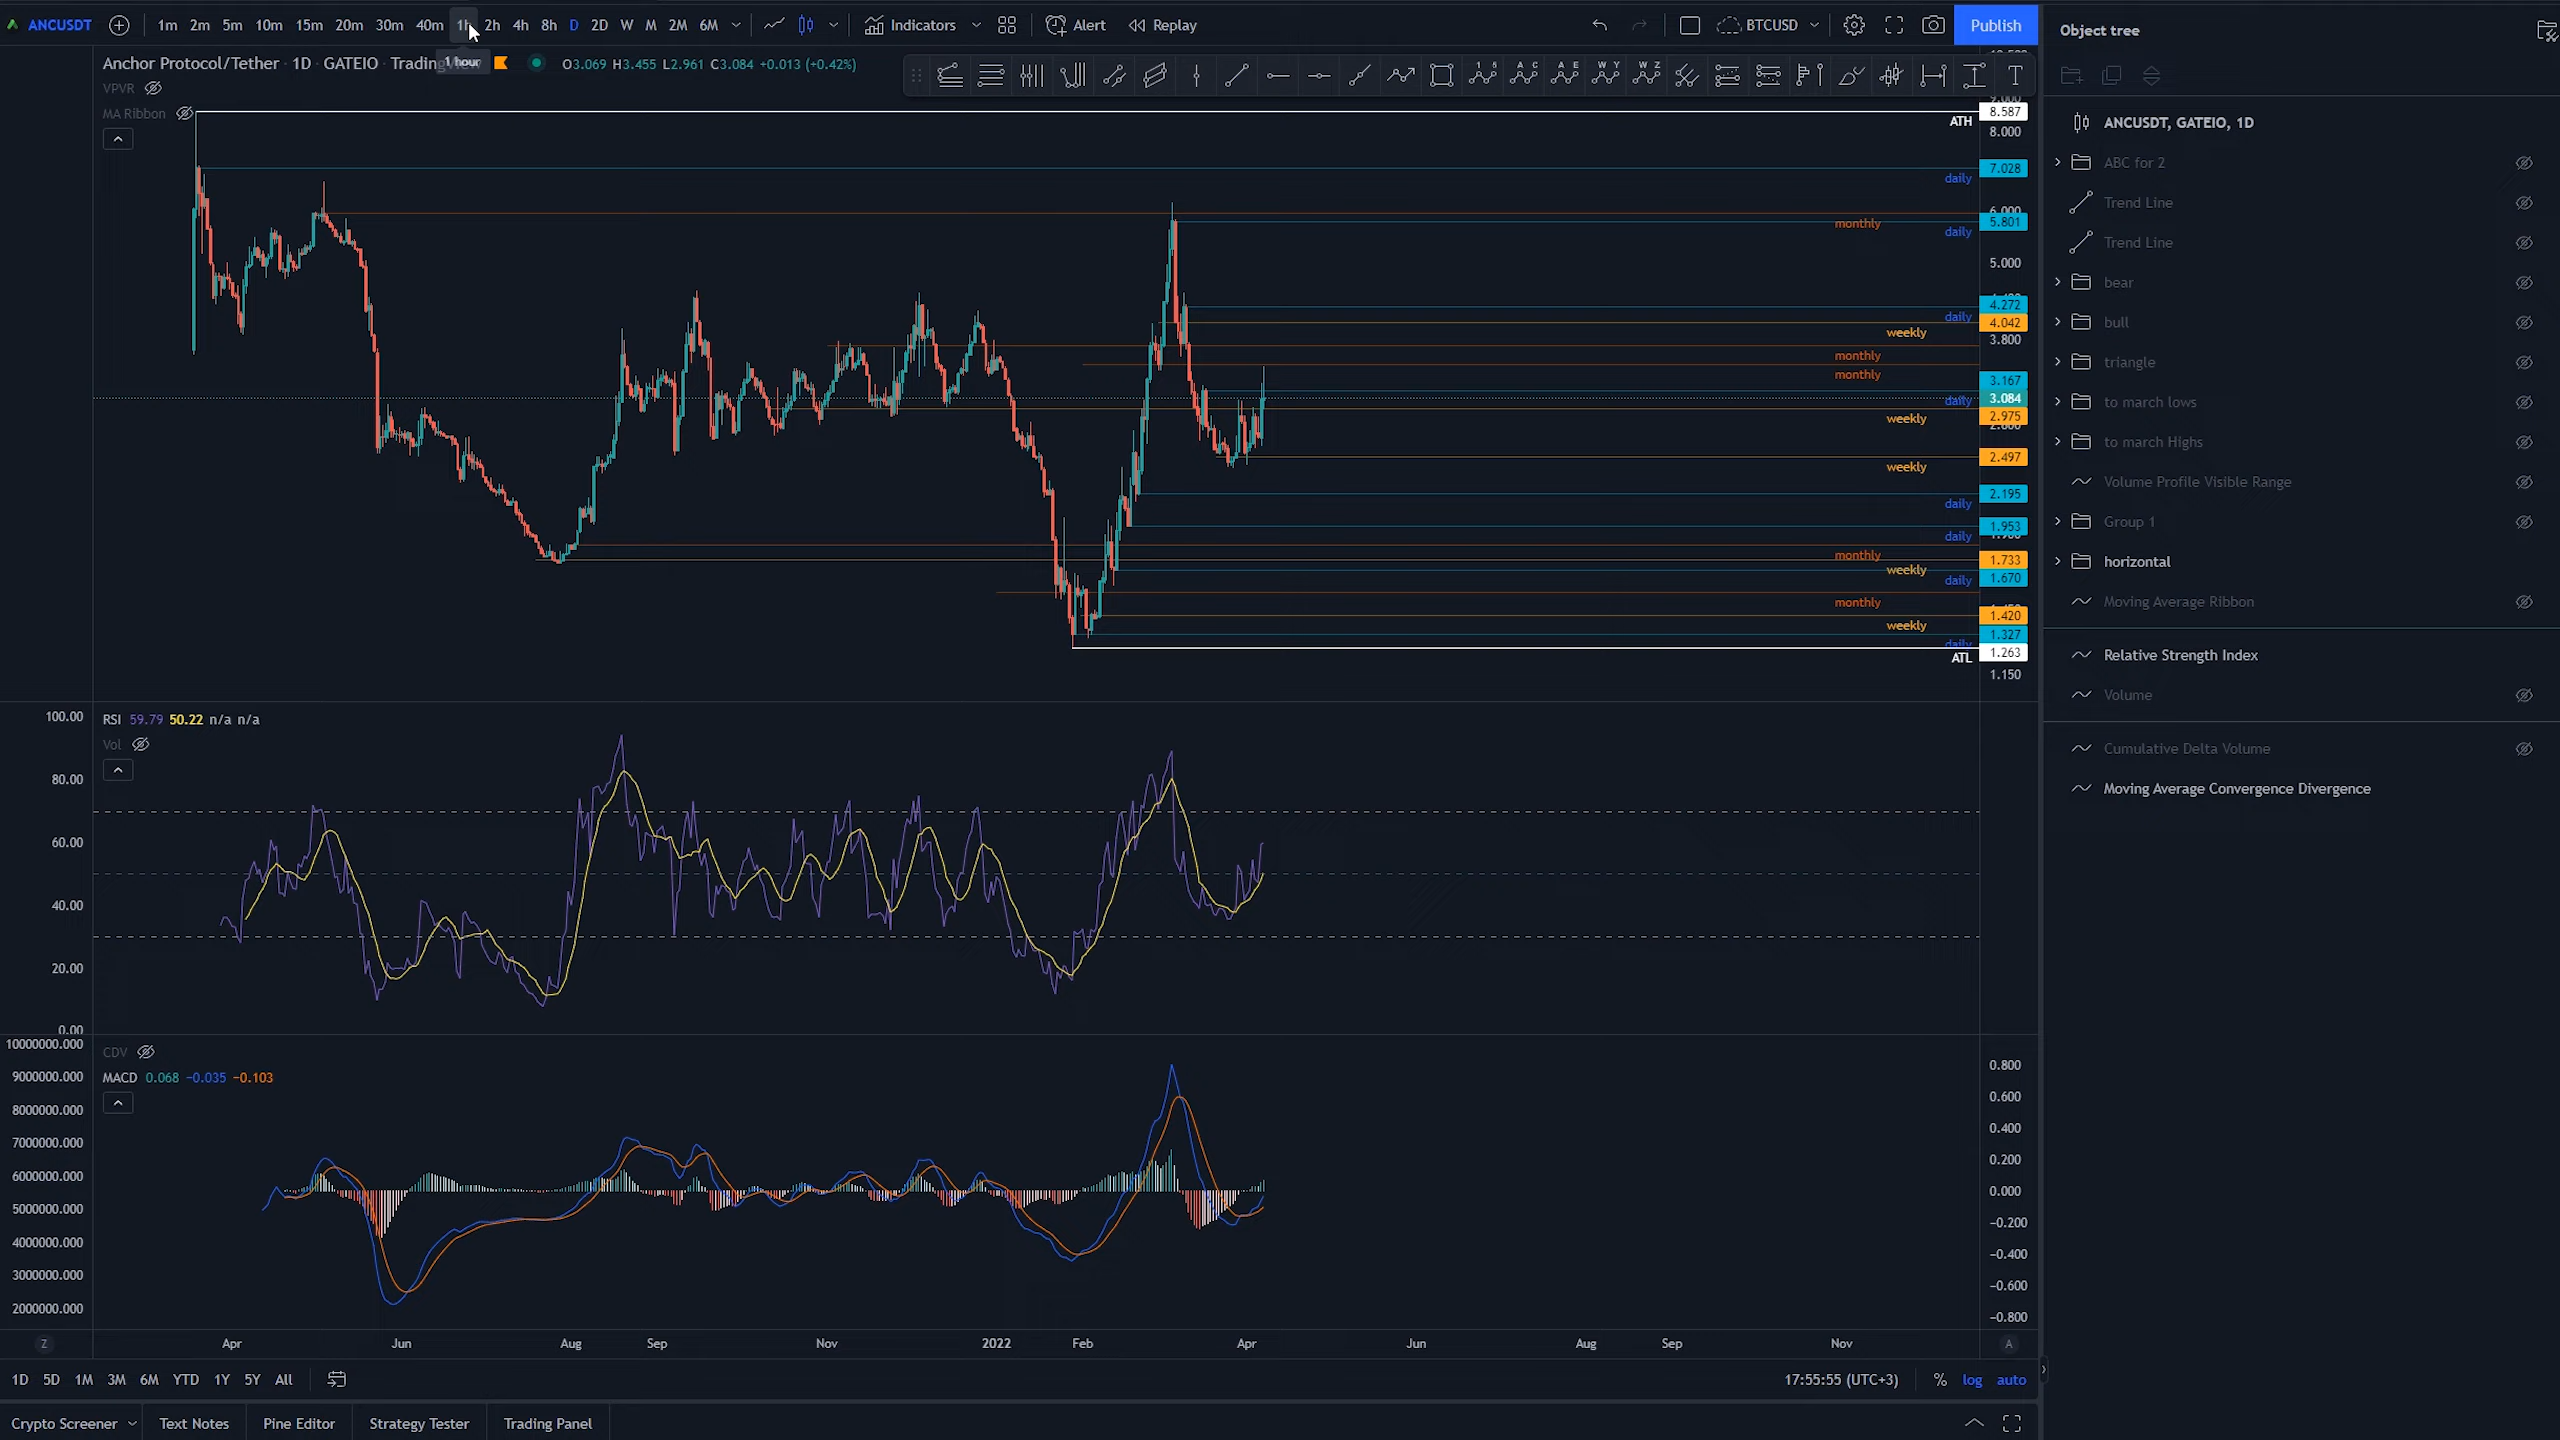 ANCUSDT 1m 2m 5m 10m 15m 20m 30m 40m 1h 2h 4h 8h D 2D W M 2M 6M Indicators Alert Replay BTCUSD Publish
Anchor Protocol/Tether · 1D · GATEIO · Trading O3.069 H3.455 L2.961 C3.084 +0.013 (+0.42%)
1 hour
VPVR
MA Ribbon
ATH
daily
monthly
daily
daily
weekly
monthly
monthly
daily
weekly
weekly
daily
daily
monthly
weekly
daily
monthly
weekly
daily
ATL
8.587
8.000
7.028
6.000
5.801
5.000
4.272
4.042
3.800
3.167
3.084
2.975
2.497
2.195
1.953
1.733
1.670
1.420
1.327
1.263
1.150
RSI 59.79 50.22 n/a n/a
Vol
100.00
80.00
60.00
40.00
20.00
0.00
CDV
MACD 0.068 −0.035 −0.103
10000000.000
9000000.000
8000000.000
7000000.000
6000000.000
5000000.000
4000000.000
3000000.000
2000000.000
0.800
0.600
0.400
0.200
0.000
−0.200
−0.400
−0.600
−0.800
Z Apr Jun Aug Sep Nov 2022 Feb Apr Jun Aug Sep Nov A
1D 5D 1M 3M 6M YTD 1Y 5Y All 17:55:55 (UTC+3) % log auto
Crypto Screener Text Notes Pine Editor Strategy Tester Trading Panel
Object tree
ANCUSDT, GATEIO, 1D
ABC for 2
Trend Line
Trend Line
bear
bull
triangle
to march lows
to march Highs
Volume Profile Visible Range
Group 1
horizontal
Moving Average Ribbon
Relative Strength Index
Volume
Cumulative Delta Volume
Moving Average Convergence Divergence